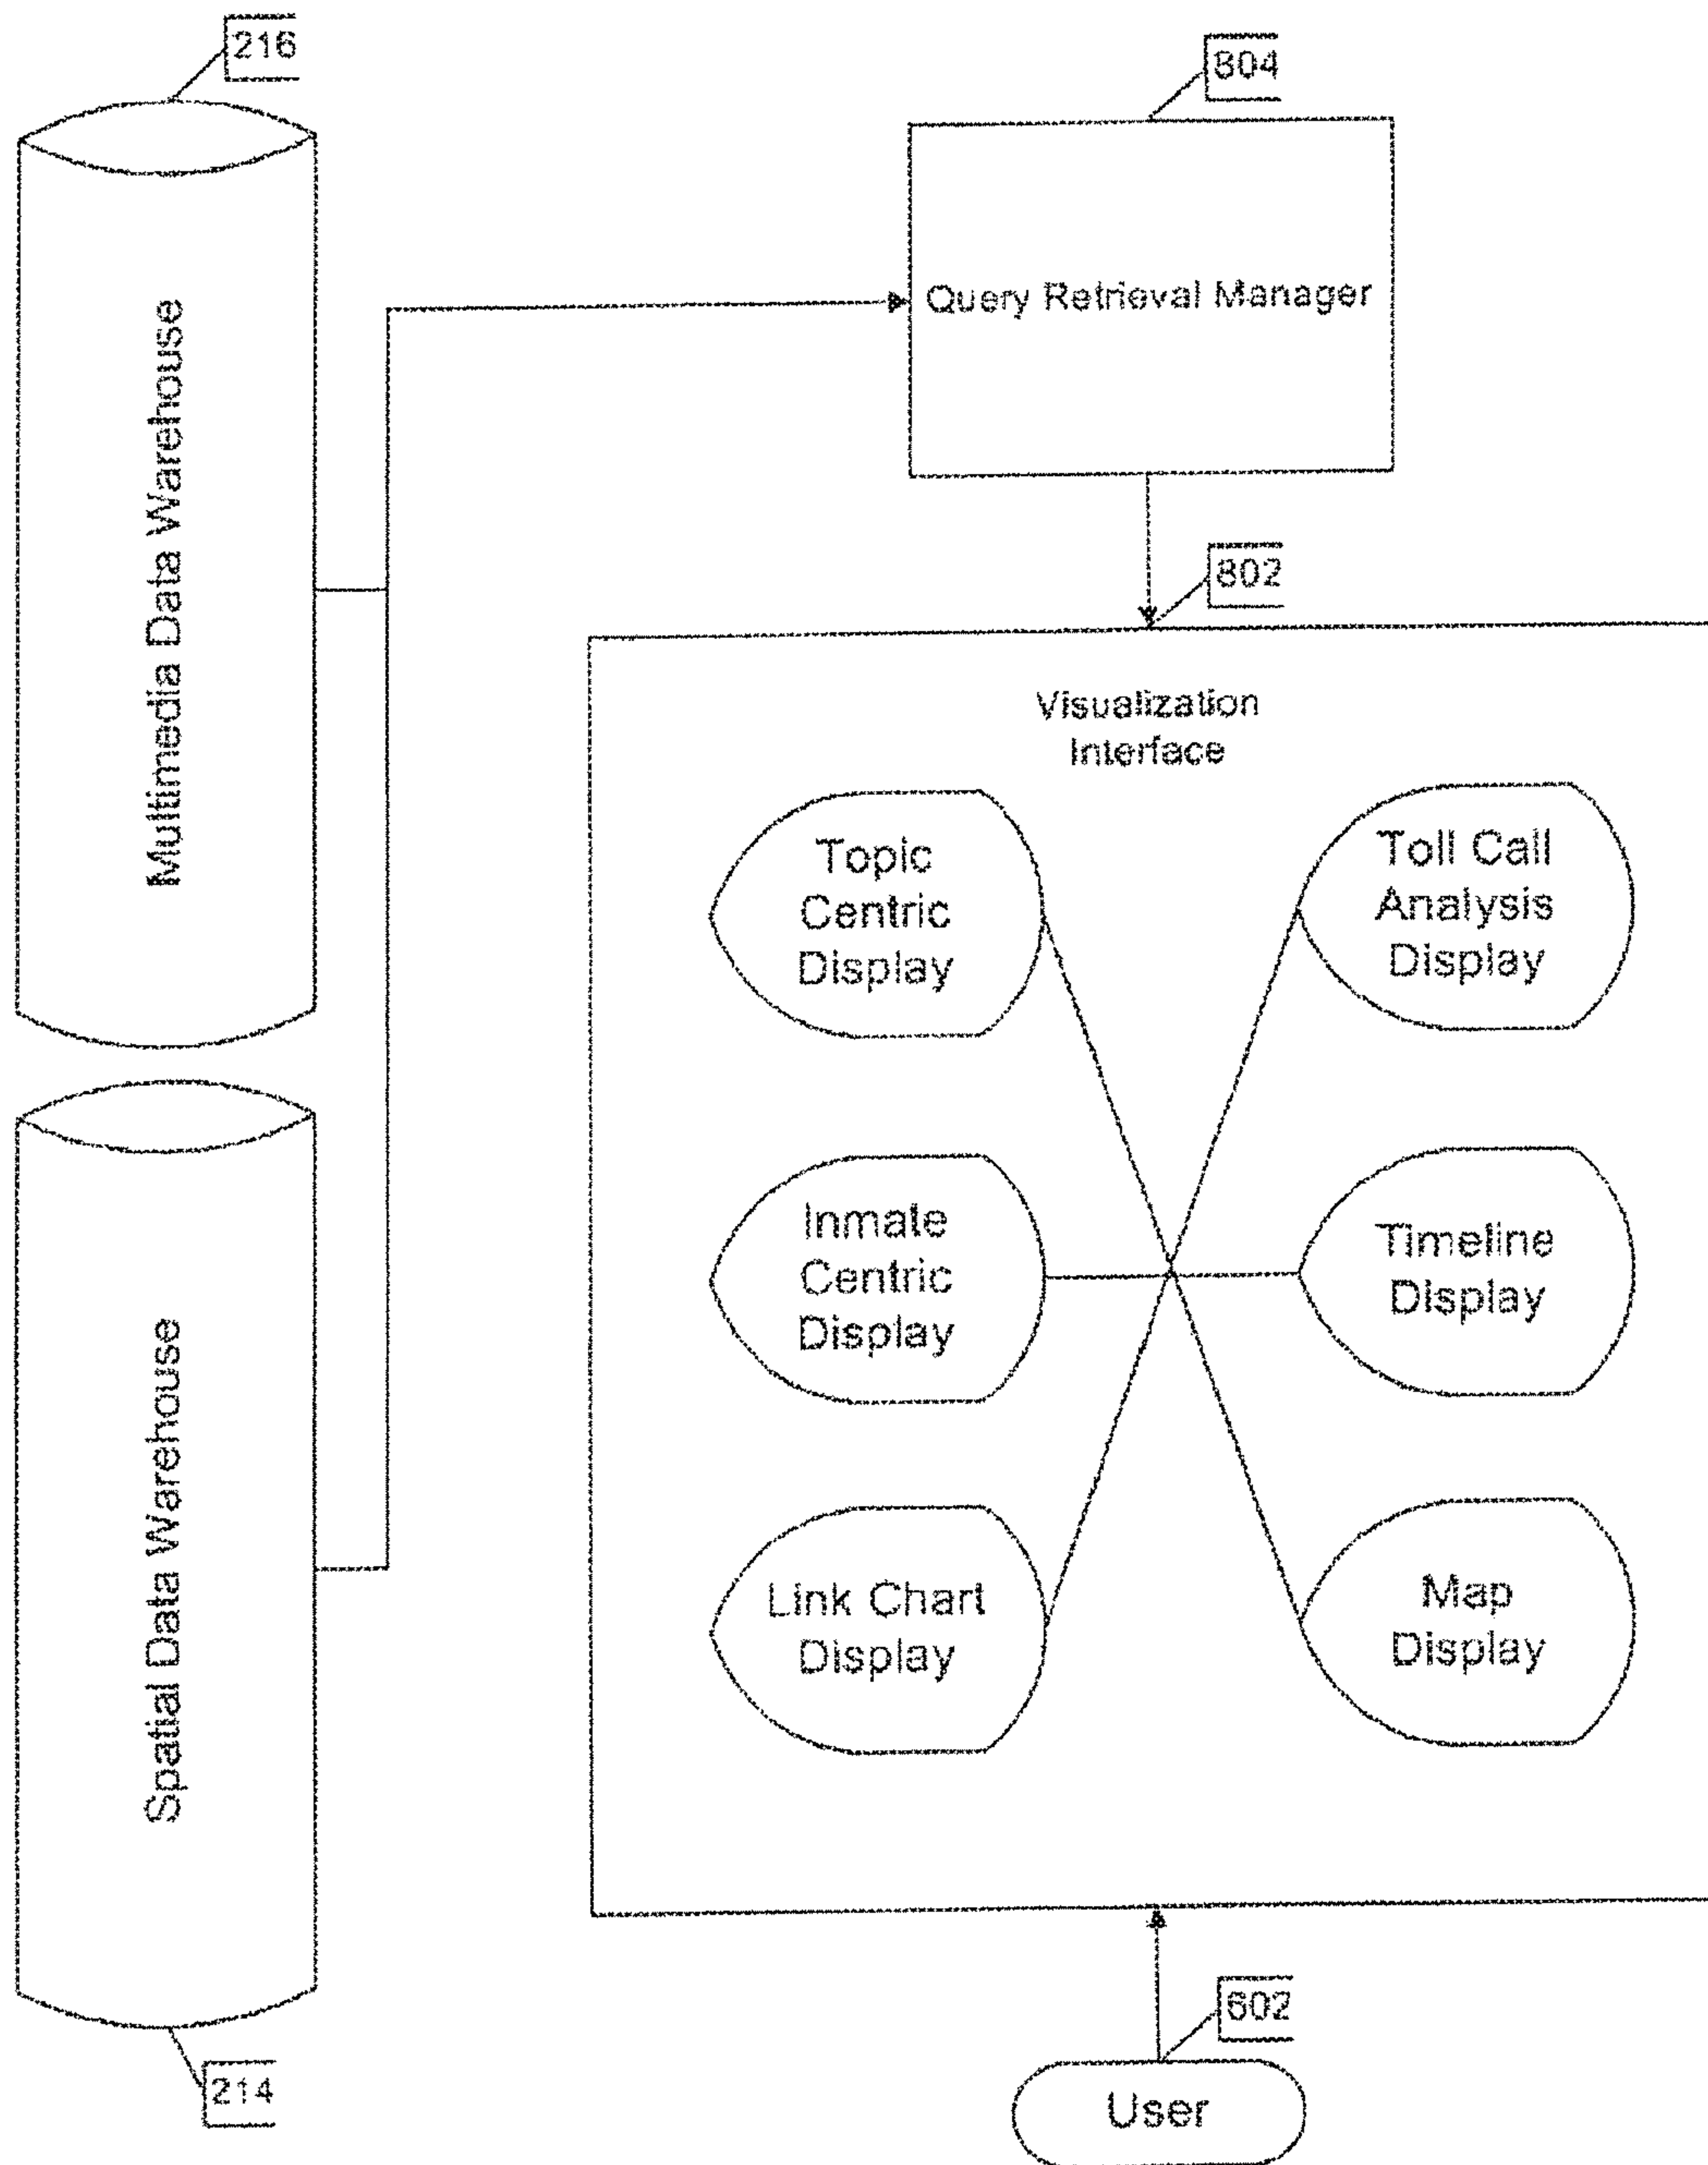 216
804
Multimedia Data Warehouse
Query Retrieval Manager
802
Visualization
Interface
Topic
Centric
Display
Toll Call
Analysis
Display
Inmate
Centric
Display
Timeline
Display
Spatial Data Warehouse
Link Chart
Display
Map
Display
602
214
User